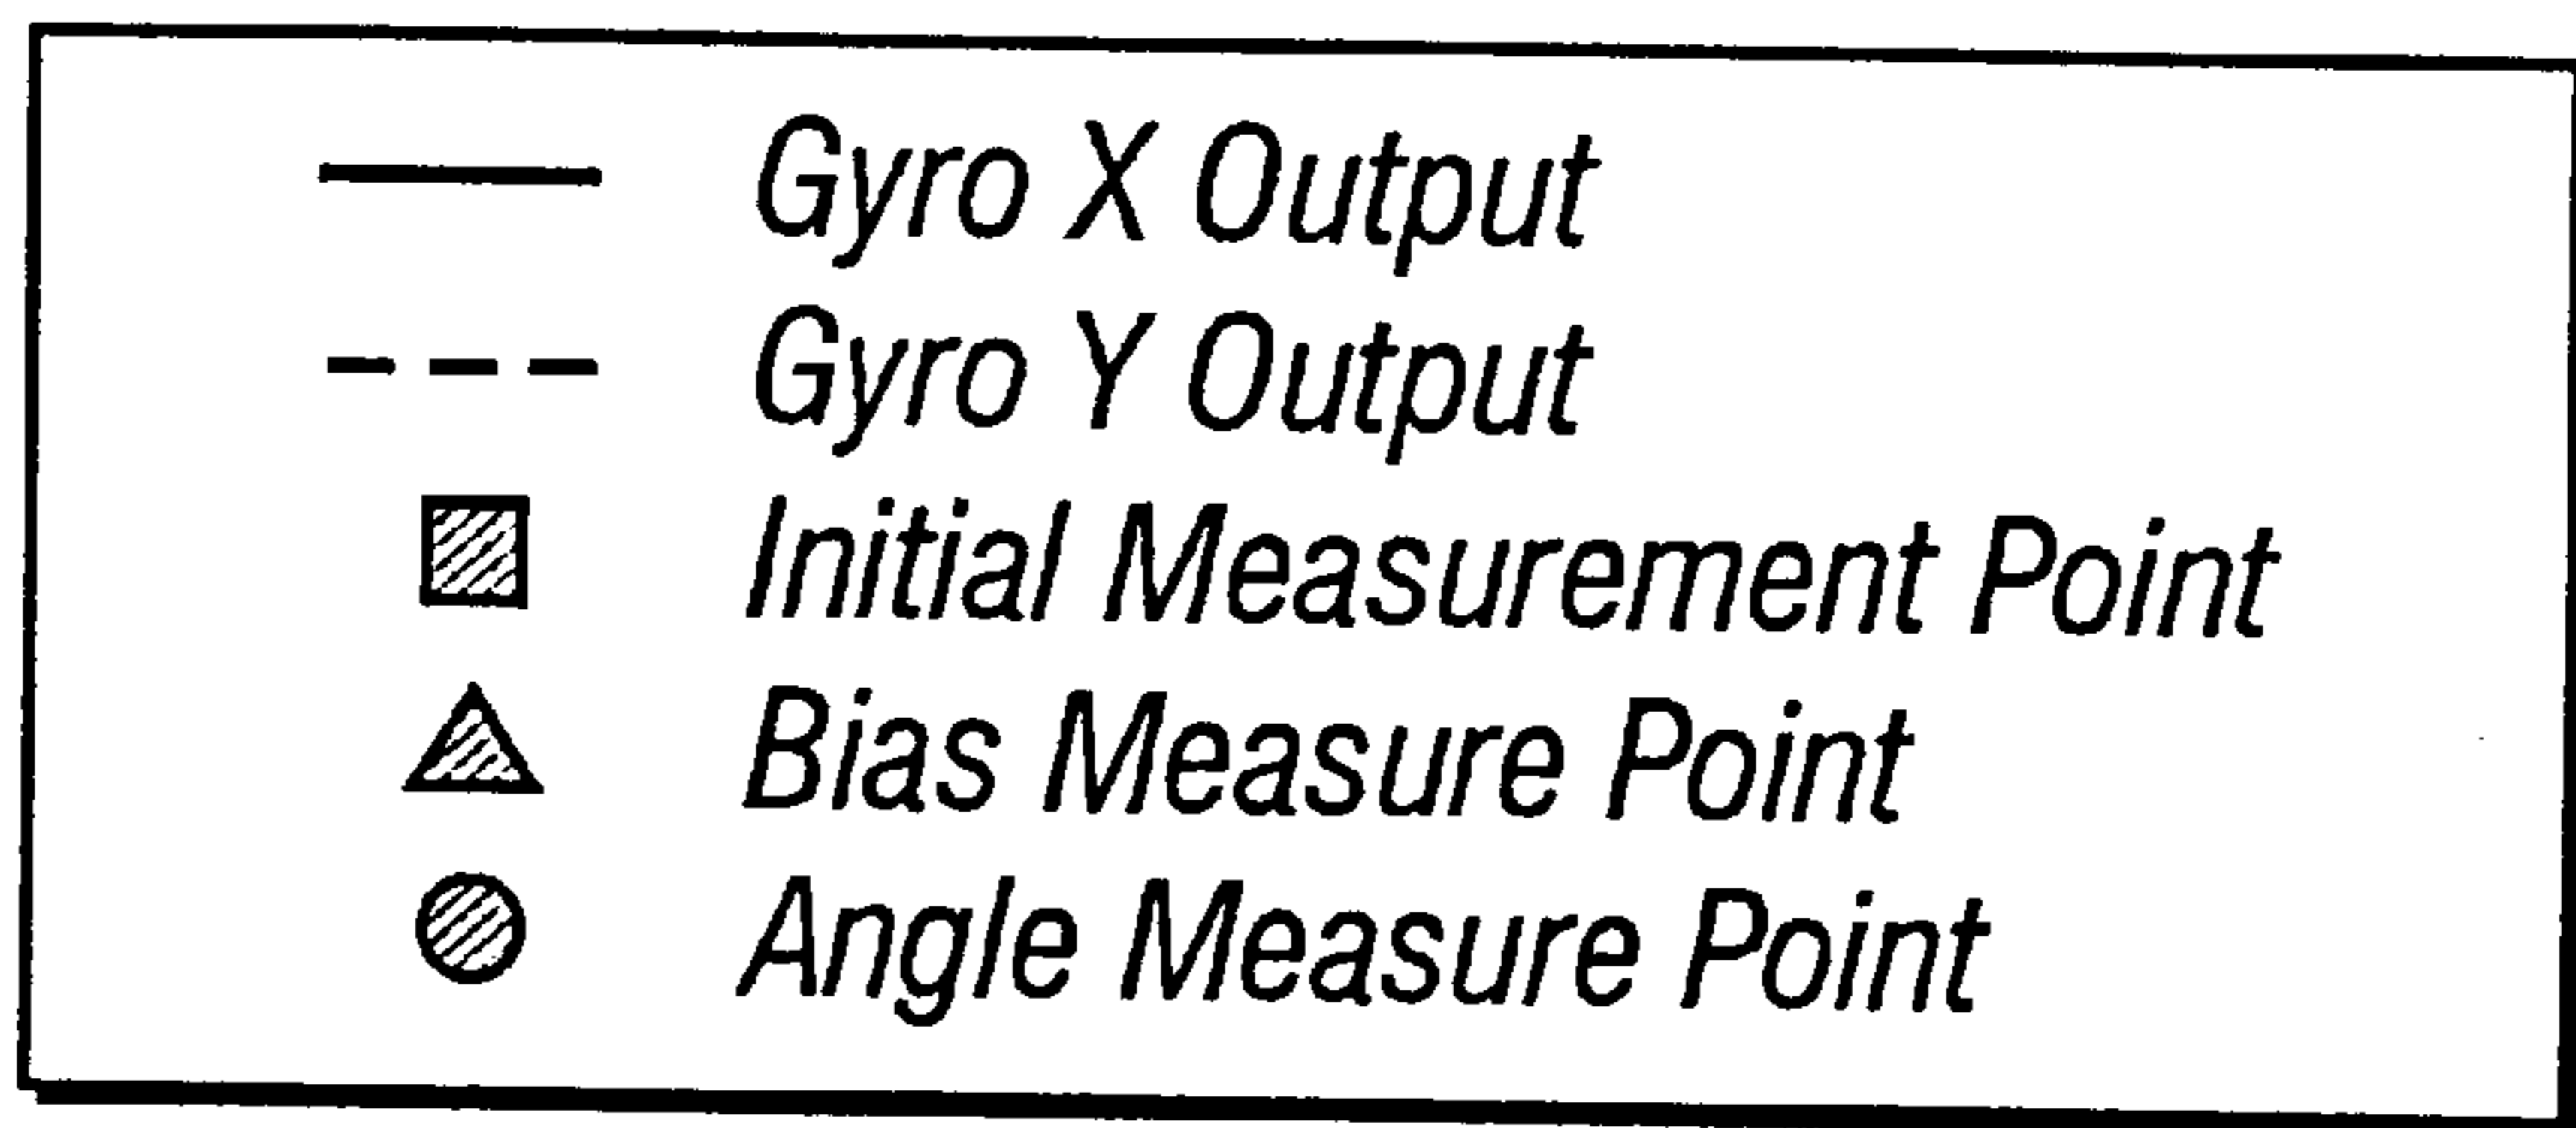 Gyro X Output
Gyro Y Output
Initial Measurement Point
Bias Measure Point
Angle Measure Point